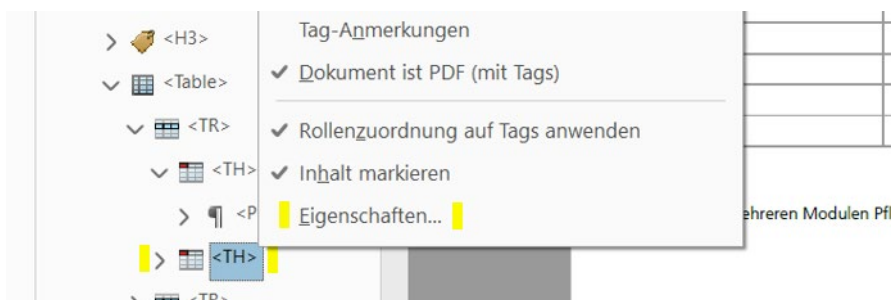 <H3>
<Table>
<TR>
<TH>
<P
<TH>
<TR>
Tag-Anmerkungen
Dokument ist PDF (mit Tags)
Rollenzuordnung auf Tags anwenden
Inhalt markieren
Eigenschaften...
ehreren Modulen Pfl